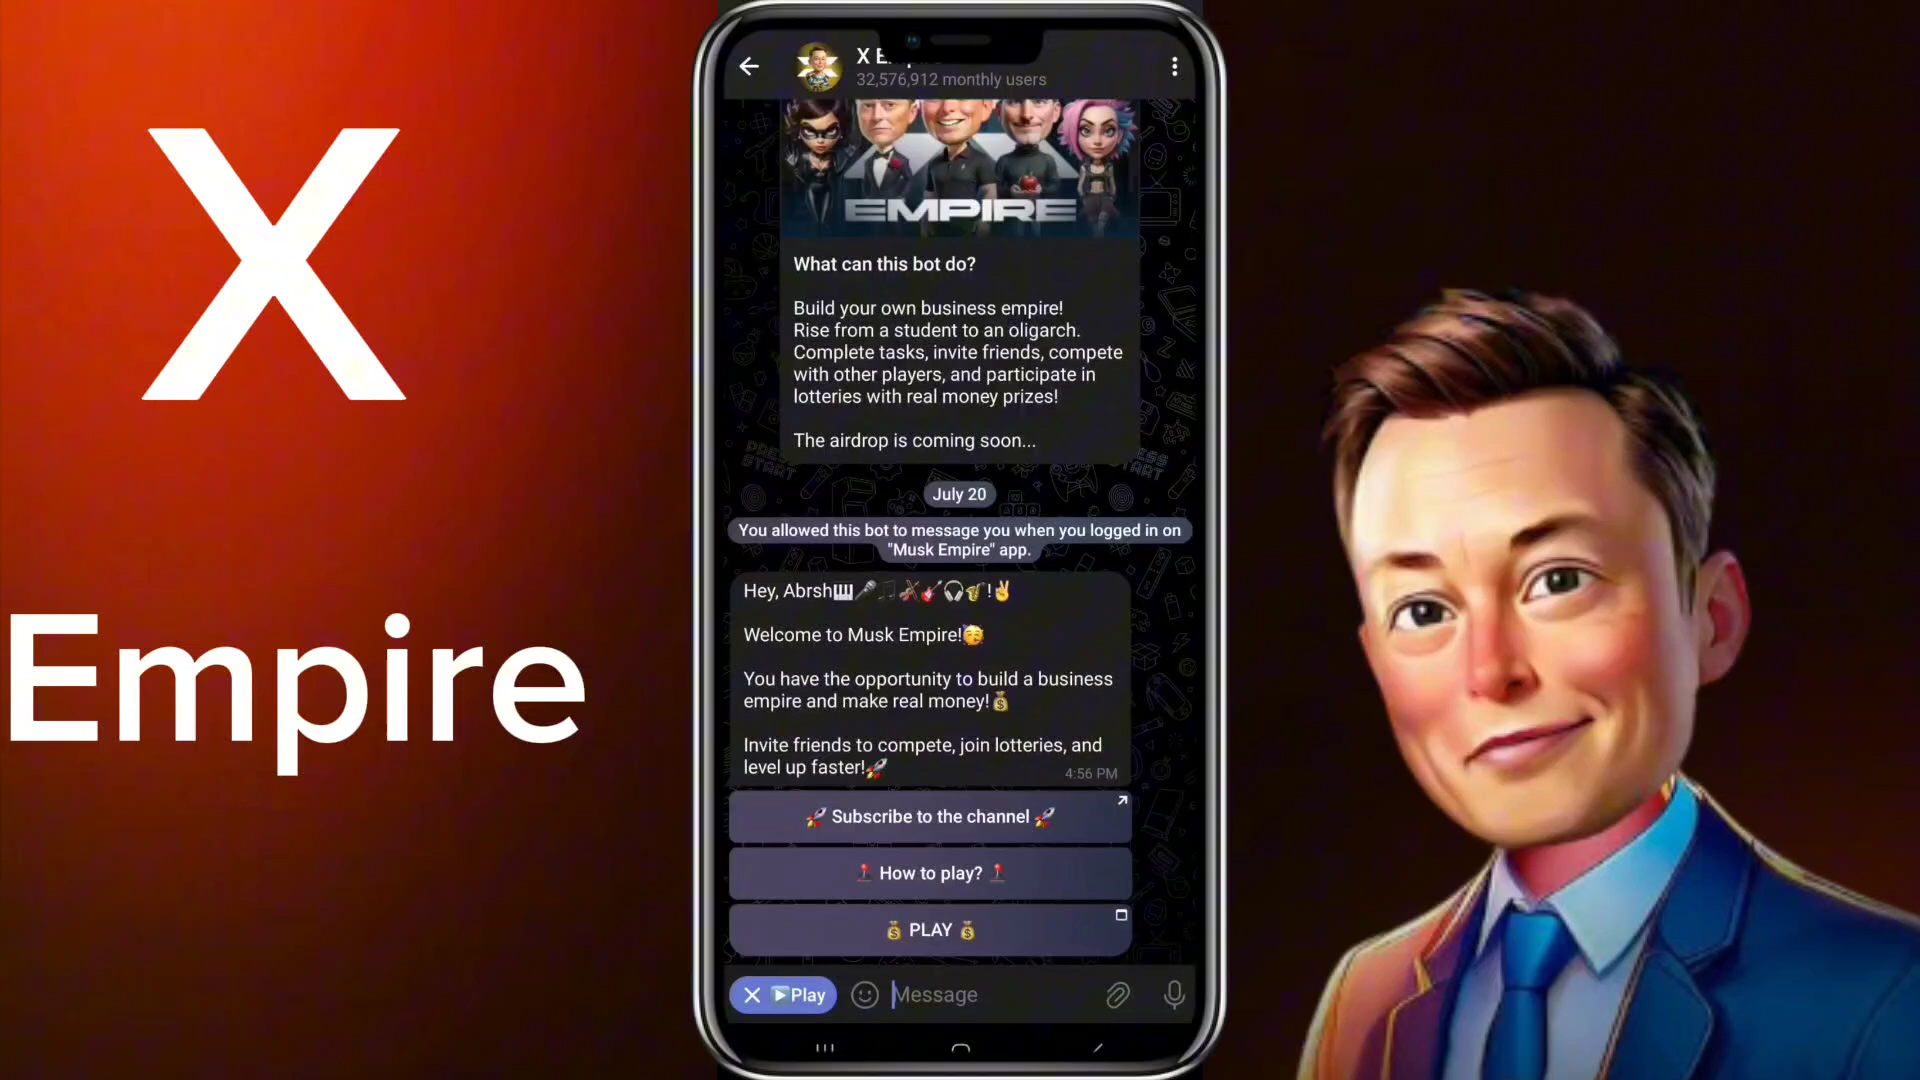 X
Empire
X E
32,576,912 monthly users
EMPIRE
What can this bot do?
Build your own business empire!
Rise from a student to an oligarch.
Complete tasks, invite friends, compete
with other players, and participate in
lotteries with real money prizes!
The airdrop is coming soon...
PRESS
START
July 20
You allowed this bot to message you when you logged in on
"Musk Empire" app.
Hey, Abrsh🎹🎤🎵🎻🎸🎧🎷!✌️
Welcome to Musk Empire!🥳
You have the opportunity to build a business
empire and make real money!💰
Invite friends to compete, join lotteries, and
level up faster!🚀
4:56 PM
🚀 Subscribe to the channel 🚀
🕹️ How to play? 🕹️
💰 PLAY 💰
▶️Play
Message